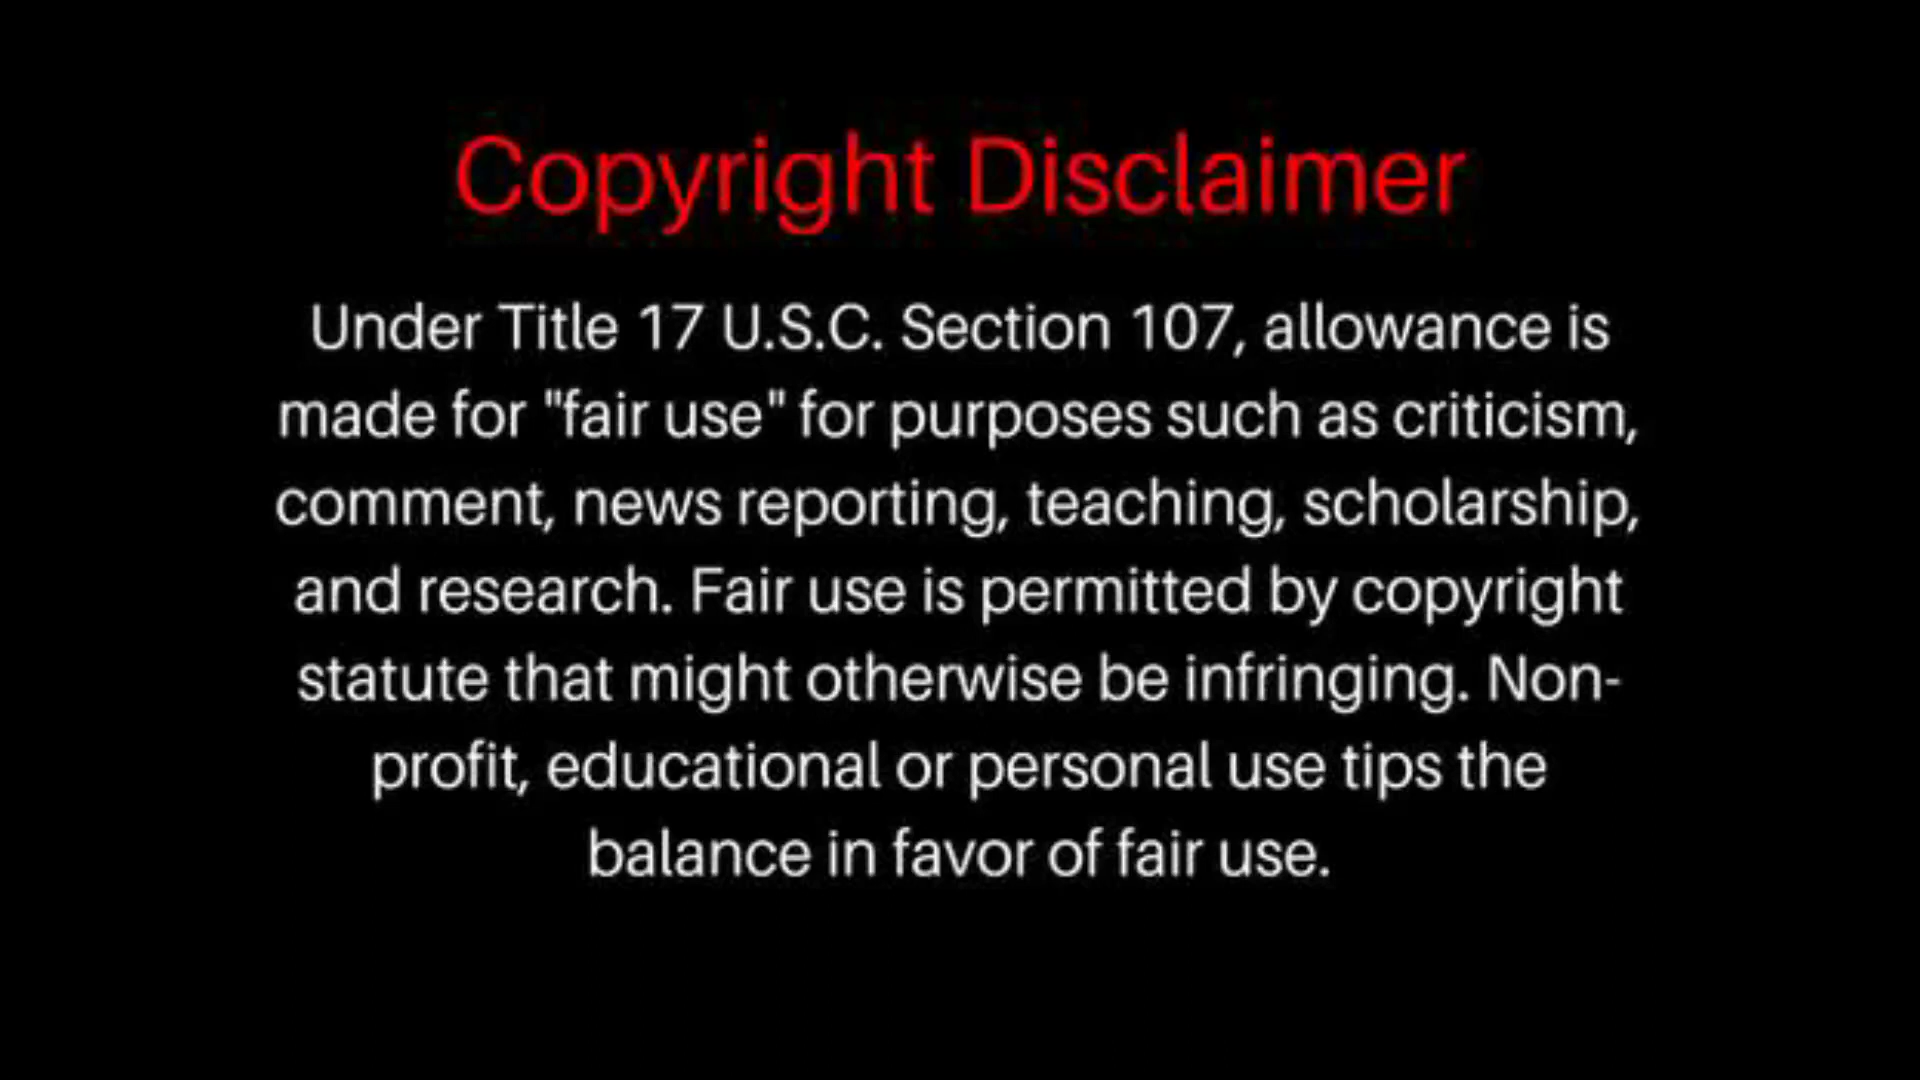 Copyright Disclaimer
Under Title 17 U.S.C. Section 107, allowance is
made for "fair use" for purposes such as criticism,
comment, news reporting, teaching, scholarship,
and research. Fair use is permitted by copyright
statute that might otherwise be infringing. Non-
profit, educational or personal use tips the
balance in favor of fair use.